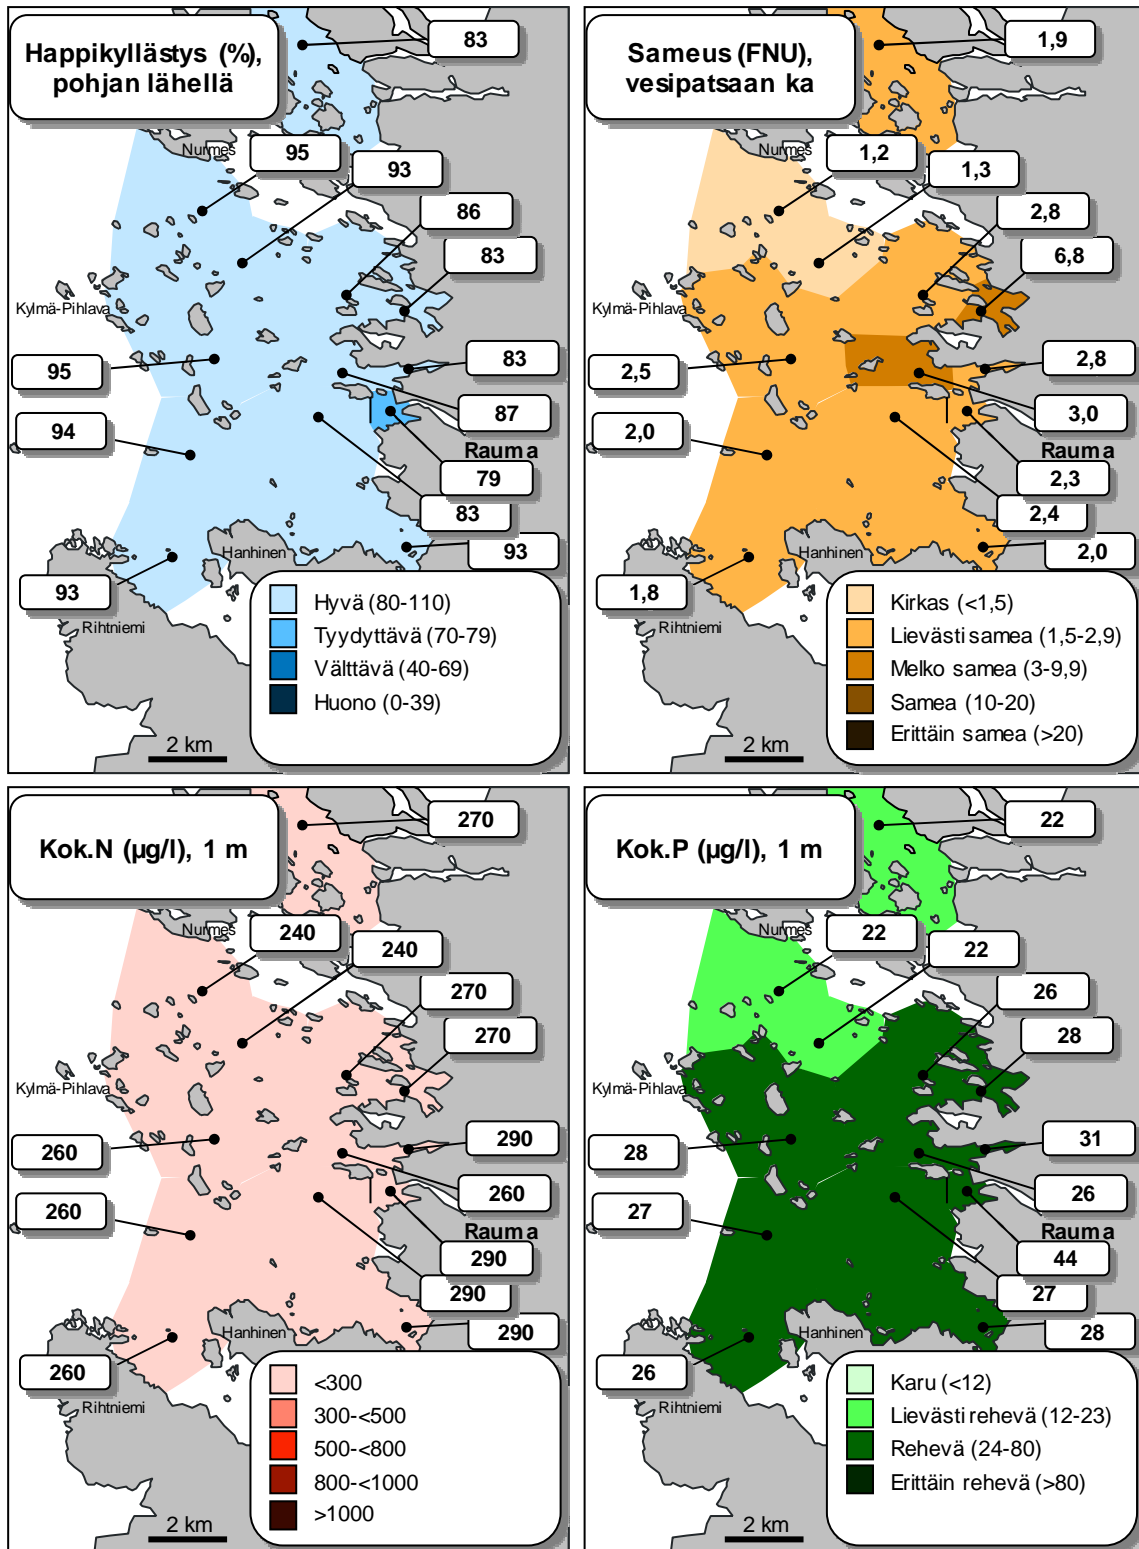 Happikyllästys (%),
pohjan lähellä
83
Nurmes
95
93
86
83
Kylmä-Pihlava
95
83
87
94
Rauma
79
83
Hanhinen
93
93
Rihtniemi
Hyvä (80-110)
Tyydyttävä (70-79)
Välttävä (40-69)
Huono (0-39)
2 km
Sameus (FNU),
vesipatsaan ka
1,9
Nurmes
1,2
1,3
2,8
6,8
Kylmä-Pihlava
2,5
2,8
3,0
2,0
Rauma
2,3
2,4
Hanhinen
2,0
1,8
Rihtniemi
Kirkas (<1,5)
Lievästi samea (1,5-2,9)
Melko samea (3-9,9)
Samea (10-20)
Erittäin samea (>20)
2 km
Kok.N (µg/l), 1 m
270
Nurmes
240
240
270
270
Kylmä-Pihlava
260
290
260
260
Rauma
290
290
Hanhinen
290
260
Rihtniemi
<300
300-<500
500-<800
800-<1000
>1000
2 km
Kok.P (µg/l), 1 m
22
Nurmes
22
22
26
28
Kylmä-Pihlava
28
31
26
27
Rauma
44
27
Hanhinen
28
26
Rihtniemi
Karu (<12)
Lievästi rehevä (12-23)
Rehevä (24-80)
Erittäin rehevä (>80)
2 km